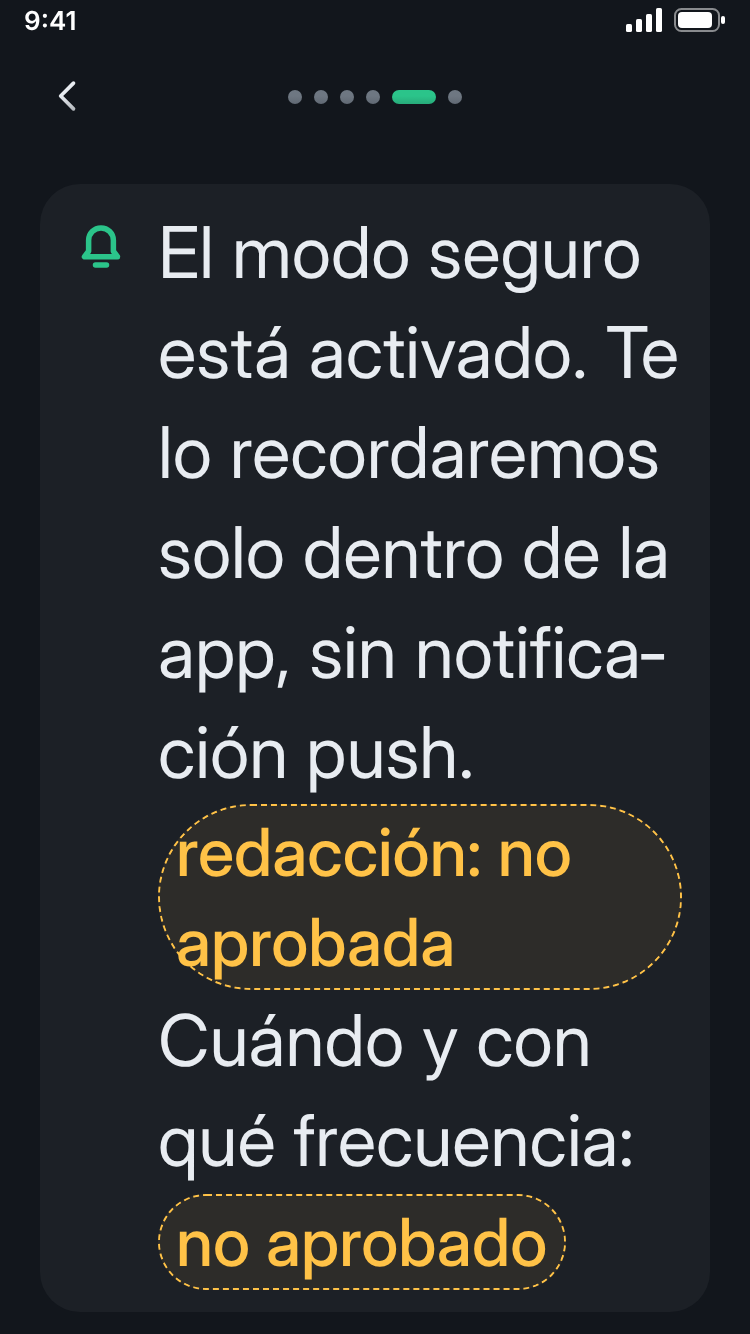 9:41
El modo seguro
está activado. Te
lo recordaremos
solo dentro de la
app, sin notifica-
ción push.
redacción: no
aprobada
Cuándo y con
qué frecuencia:
no aprobado